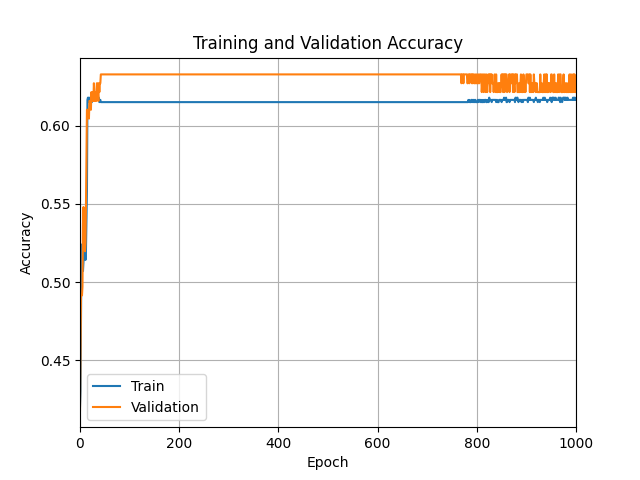 Training and Validation Accuracy
Accuracy
0.60
0.55
0.50
0.45
Train
Validation
0 200 400 600 800 1000
Epoch